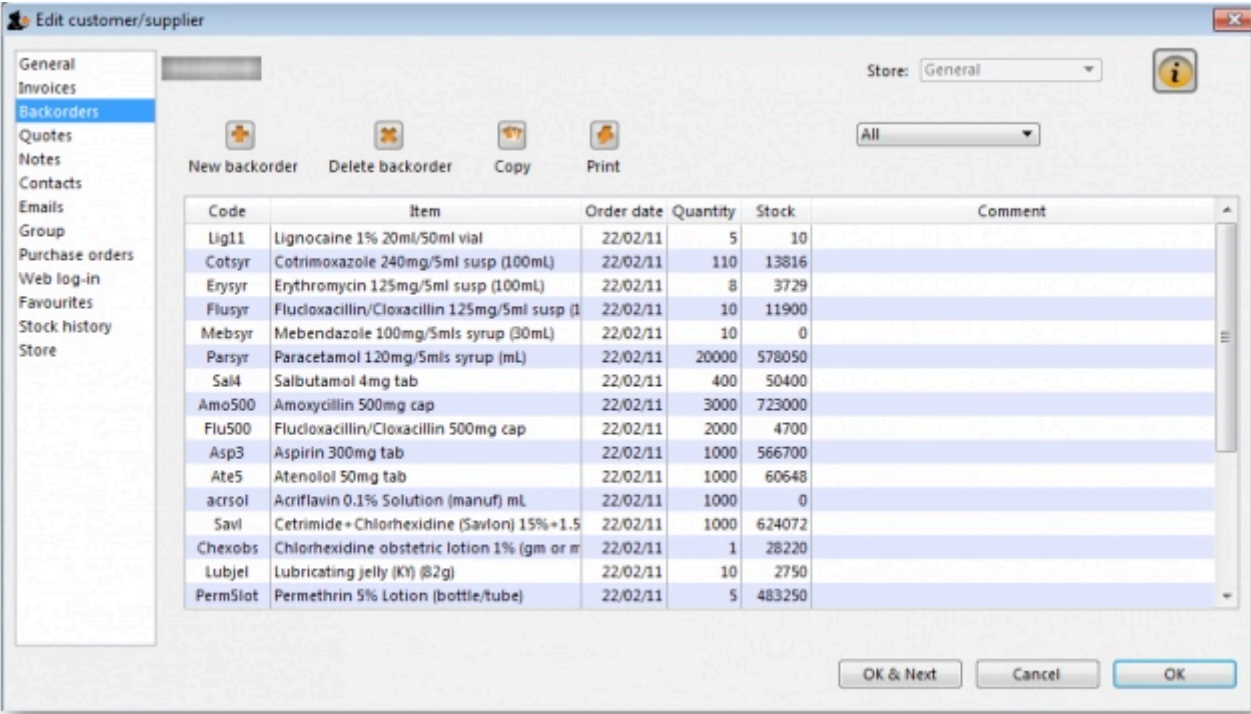 Edit customer/supplier
General
Invoices
Backorders
Quotes
Notes
Contacts
Emails
Group
Purchase orders
Web log-in
Favourites
Stock history
Store
Store: General
All
New backorder Delete backorder Copy Print
Code Item Order date Quantity Stock Comment
Lig11 Lignocaine 1% 20ml/50ml vial 22/02/11 5 10
Cotsyr Cotrimoxazole 240mg/5ml susp (100mL) 22/02/11 110 13816
Erysyr Erythromycin 125mg/5ml susp (100mL) 22/02/11 8 3729
Flusyr Flucloxacillin/Cloxacillin 125mg/5ml susp (1 22/02/11 10 11900
Mebsyr Mebendazole 100mg/5mls syrup (30mL) 22/02/11 10 0
Parsyr Paracetamol 120mg/5mls syrup (mL) 22/02/11 20000 578050
Sal4 Salbutamol 4mg tab 22/02/11 400 50400
Amo500 Amoxycillin 500mg cap 22/02/11 3000 723000
Flu500 Flucloxacillin/Cloxacillin 500mg cap 22/02/11 2000 4700
Asp3 Aspirin 300mg tab 22/02/11 1000 566700
Ate5 Atenolol 50mg tab 22/02/11 1000 60648
acrsol Acriflavin 0.1% Solution (manuf) mL 22/02/11 1000 0
Savl Cetrimide+Chlorhexidine (Savlon) 15%+1.5 22/02/11 1000 624072
Chexobs Chlorhexidine obstetric lotion 1% (gm or m 22/02/11 1 28220
Lubjel Lubricating jelly (KY) (82g) 22/02/11 10 2750
Perm5lot Permethrin 5% Lotion (bottle/tube) 22/02/11 5 483250
OK & Next Cancel OK